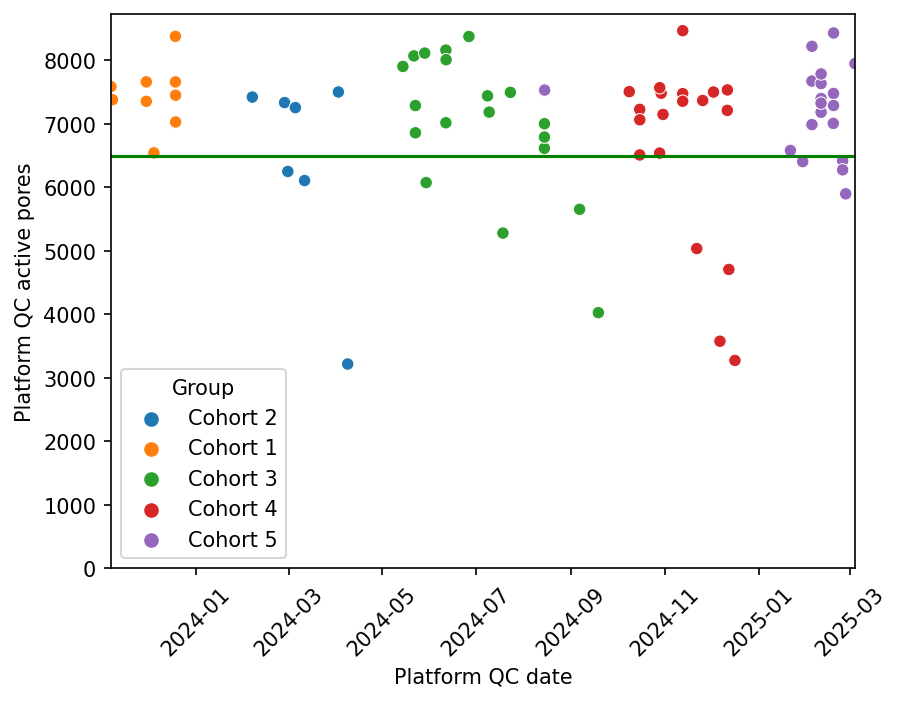 Platform QC active pores
8000
7000
6000
5000
4000
3000
2000
1000
0
Group
Cohort 2
Cohort 1
Cohort 3
Cohort 4
Cohort 5
2024-01
2024-03
2024-05
2024-07
2024-09
2024-11
2025-01
2025-03
Platform QC date